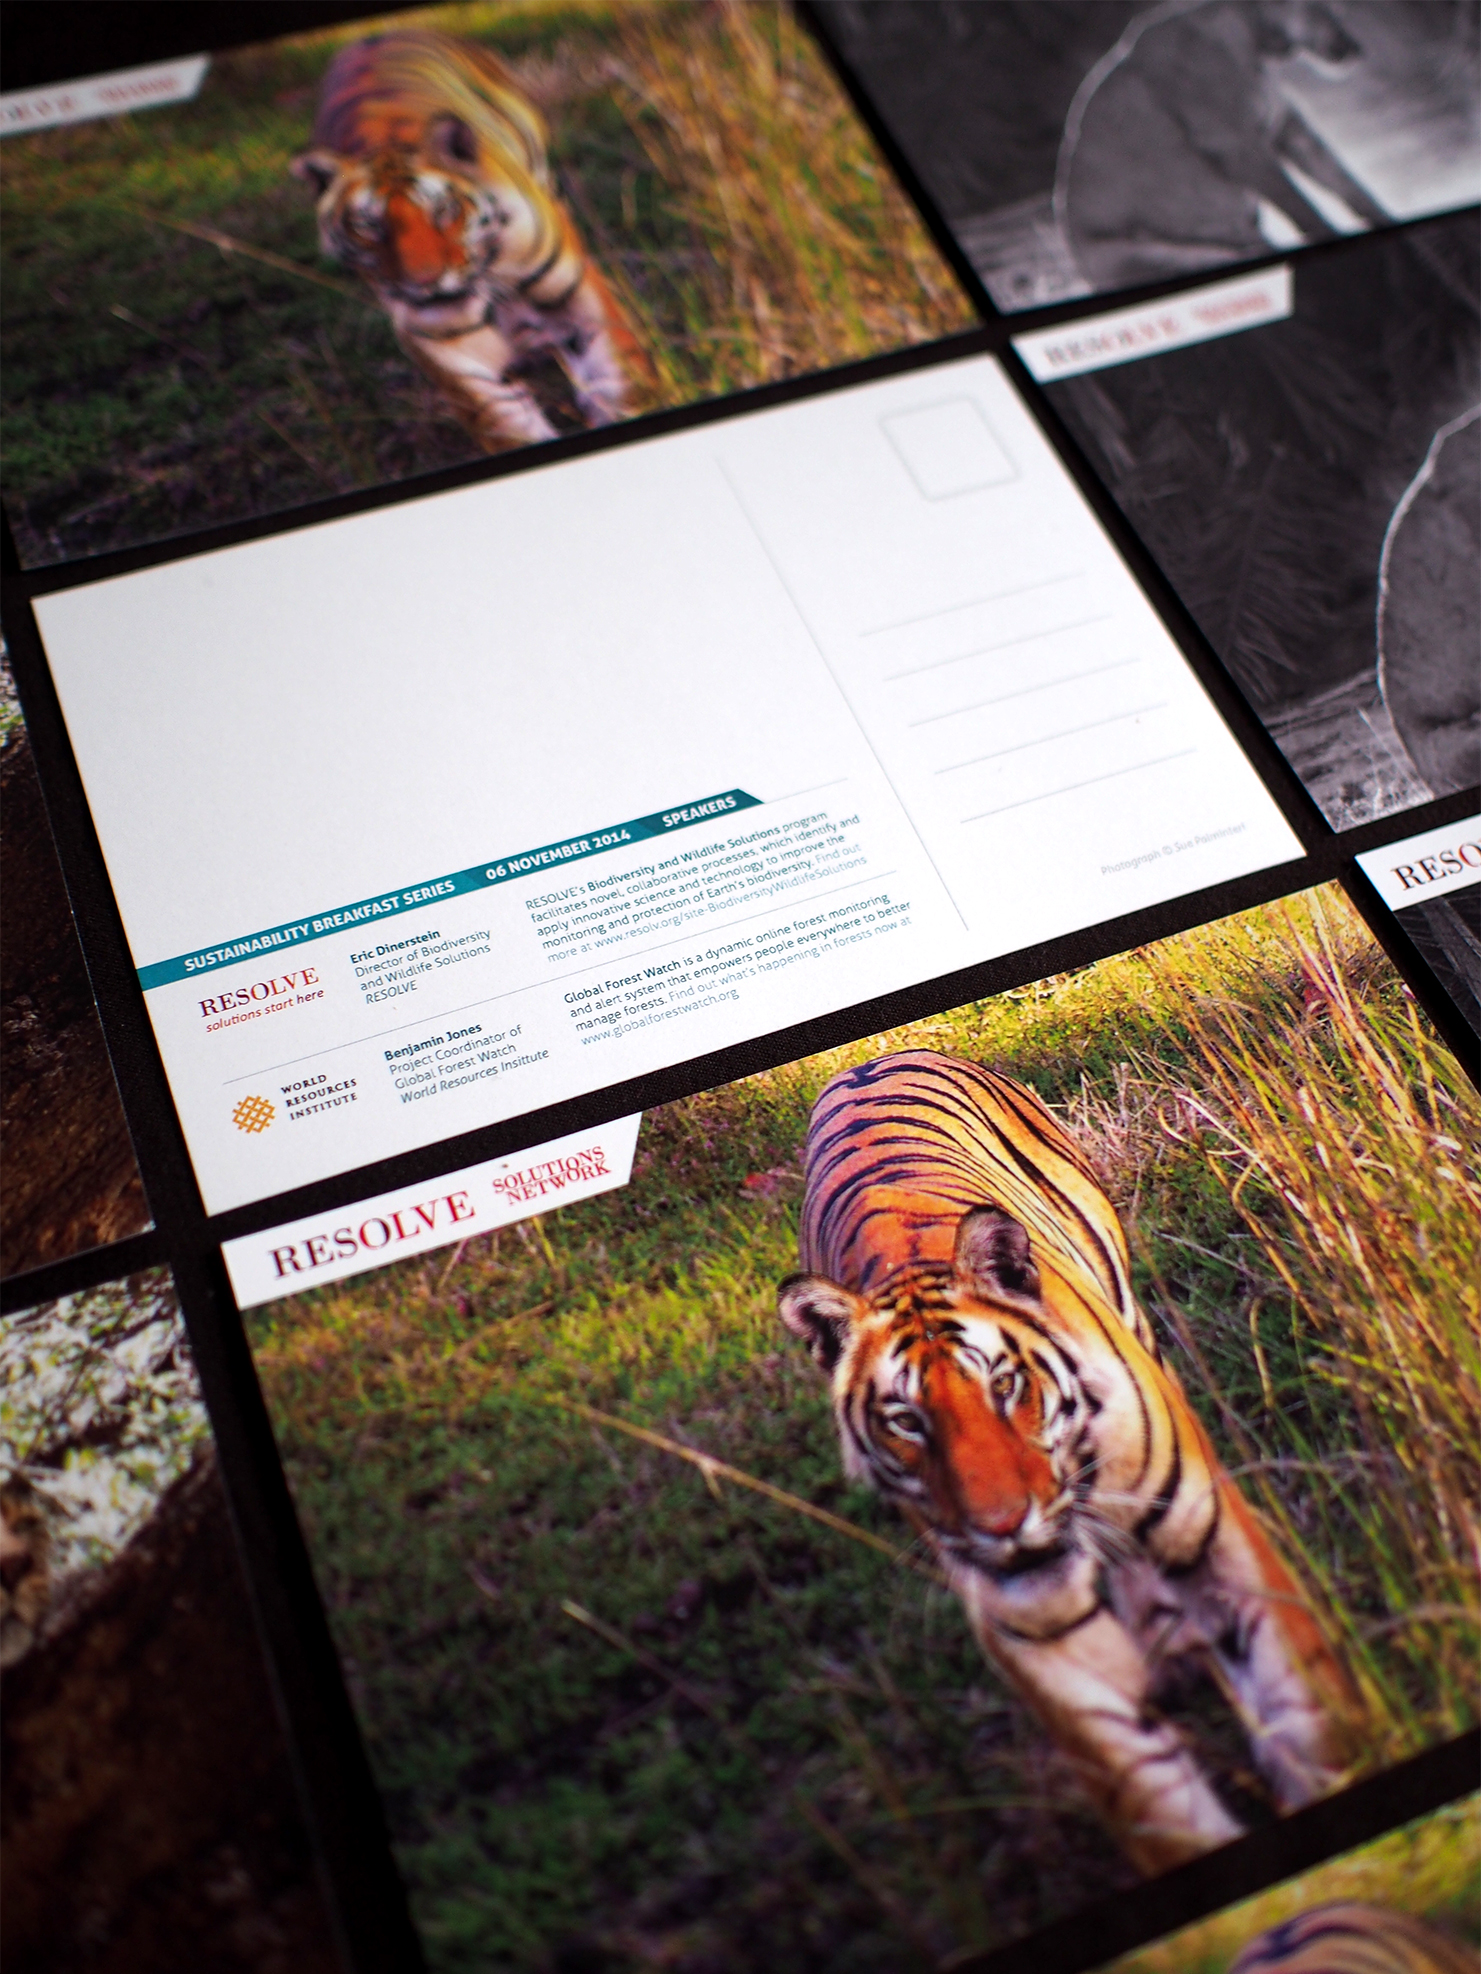 RESOLVE
SUSTAINABILITY BREAKFAST SERIES 06 NOVEMBER 2014 SPEAKERS
RESOLVE
solutions start here
Eric Dinerstein
Director of Biodiversity
and Wildlife Solutions
RESOLVE
RESOLVE's Biodiversity and Wildlife Solutions program
facilitates novel, collaborative processes, which identify and
apply innovative science and technology to improve the
monitoring and protection of Earth's biodiversity. Find out
more at www.resolv.org/site-BiodiversityWildlifeSolutions
WORLD
RESOURCES
INSTITUTE
Benjamin Jones
Project Coordinator of
Global Forest Watch
World Resources Insititute
Global Forest Watch is a dynamic online forest monitoring
and alert system that empowers people everywhere to better
manage forests. Find out what's happening in forests now at
www.globalforestwatch.org
Photograph © Sue Palminteri
RESO
RESOLVE
SOLUTIONS
NETWORK